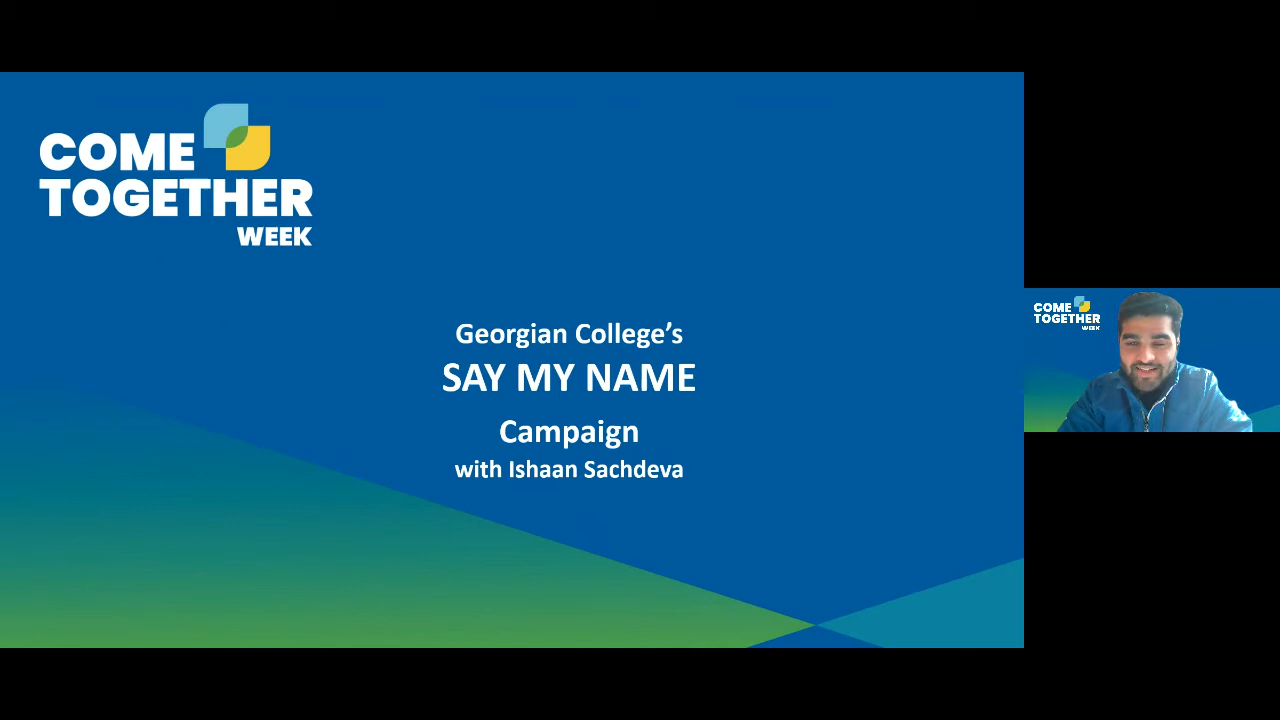 COME
TOGETHER
WEEK
Georgian College's
SAY MY NAME
Campaign
with Ishaan Sachdeva
COME
TOGETHER
WEEK